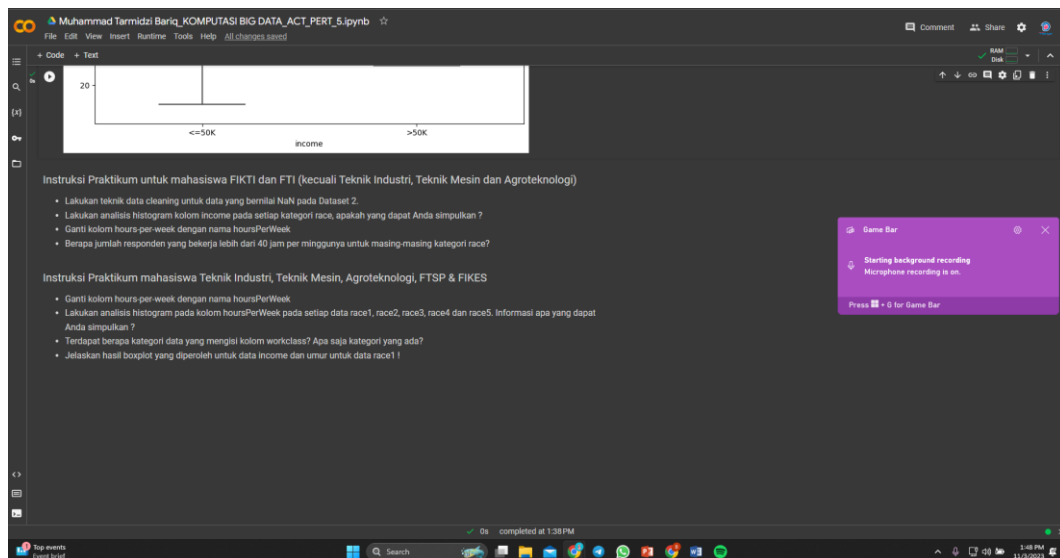 Muhammad Tarmidzi Bariq_KOMPUTASI BIG DATA_ACT_PERT_5.ipynb
Comment Share
File Edit View Insert Runtime Tools Help All changes saved
+ Code + Text
RAM
Disk
0s
20
<=50K >50K
income
{x}
Instruksi Praktikum untuk mahasiswa FIKTI dan FTI (kecuali Teknik Industri, Teknik Mesin dan Agroteknologi)
• Lakukan teknik data cleaning untuk data yang bernilai NaN pada Dataset 2.
• Lakukan analisis histogram kolom income pada setiap kategori race, apakah yang dapat Anda simpulkan ?
• Ganti kolom hours-per-week dengan nama hoursPerWeek
• Berapa jumlah responden yang bekerja lebih dari 40 jam per minggunya untuk masing-masing kategori race?
Game Bar
Starting background recording
Microphone recording is on.
Press + G for Game Bar
Instruksi Praktikum mahasiswa Teknik Industri, Teknik Mesin, Agroteknologi, FTSP & FIKES
• Ganti kolom hours-per-week dengan nama hoursPerWeek
• Lakukan analisis histogram pada kolom hoursPerWeek pada setiap data race1, race2, race3, race4 dan race5. Informasi apa yang dapat
Anda simpulkan ?
• Terdapat berapa kategori data yang mengisi kolom workclass? Apa saja kategori yang ada?
• Jelaskan hasil boxplot yang diperoleh untuk data income dan umur untuk data race1 !
0s completed at 1:38 PM
Top events
Event brief
Search
1:48 PM
11/3/2023